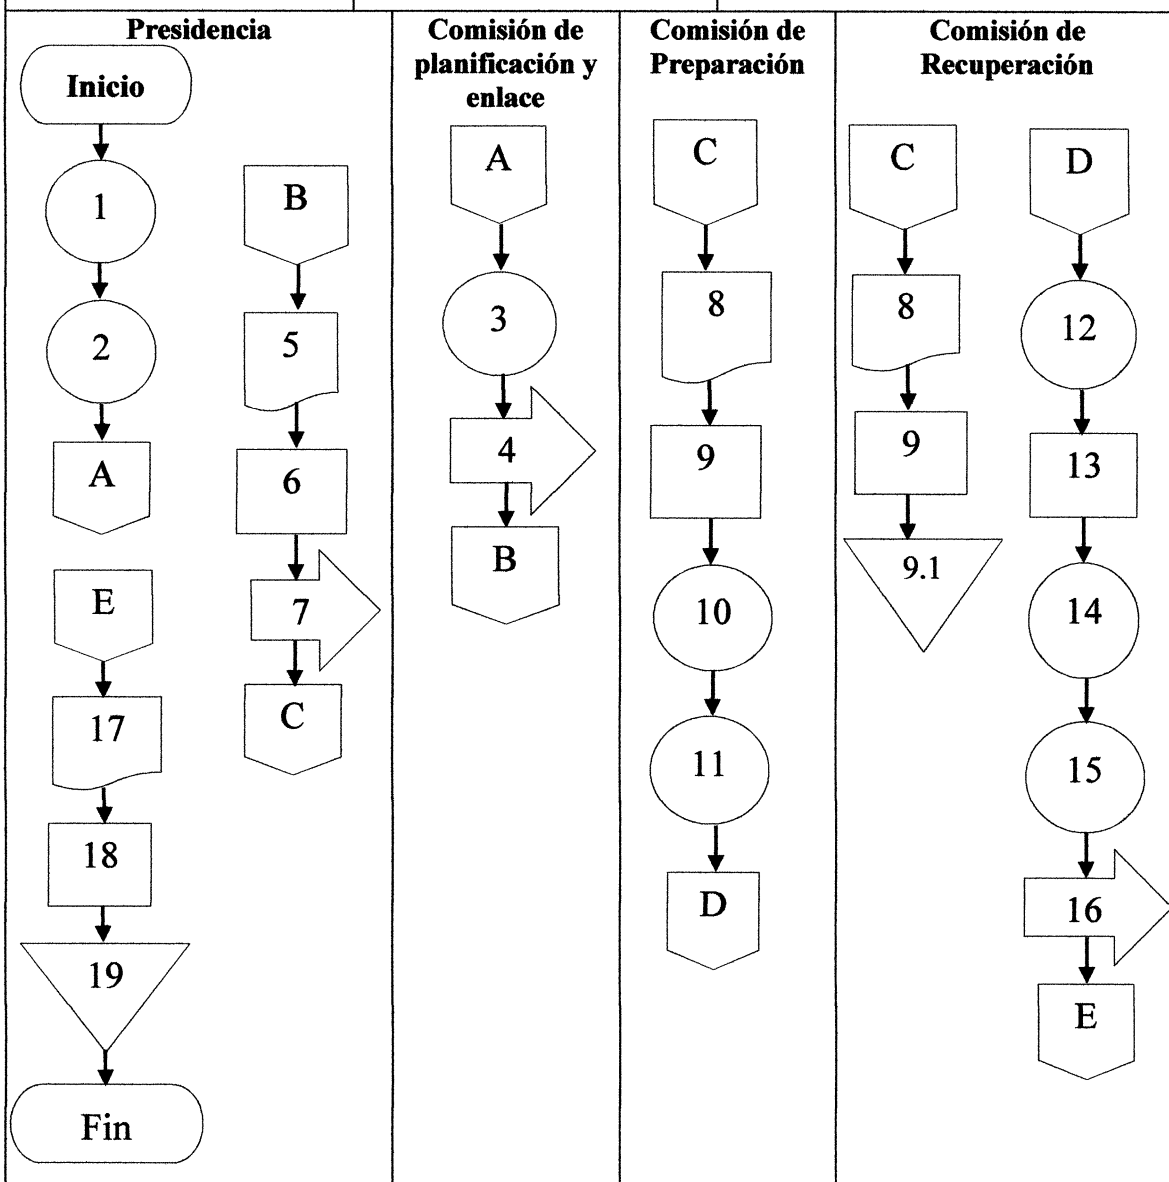 Presidencia
Inicio
1
2
A
E
17
18
19
Fin
B
5
6
7
C
Comisión de
planificación y
enlace
A
3
4
B
Comisión de
Preparación
C
8
9
10
11
D
Comisión de
Recuperación
C
8
9
9.1
D
12
13
14
15
16
E